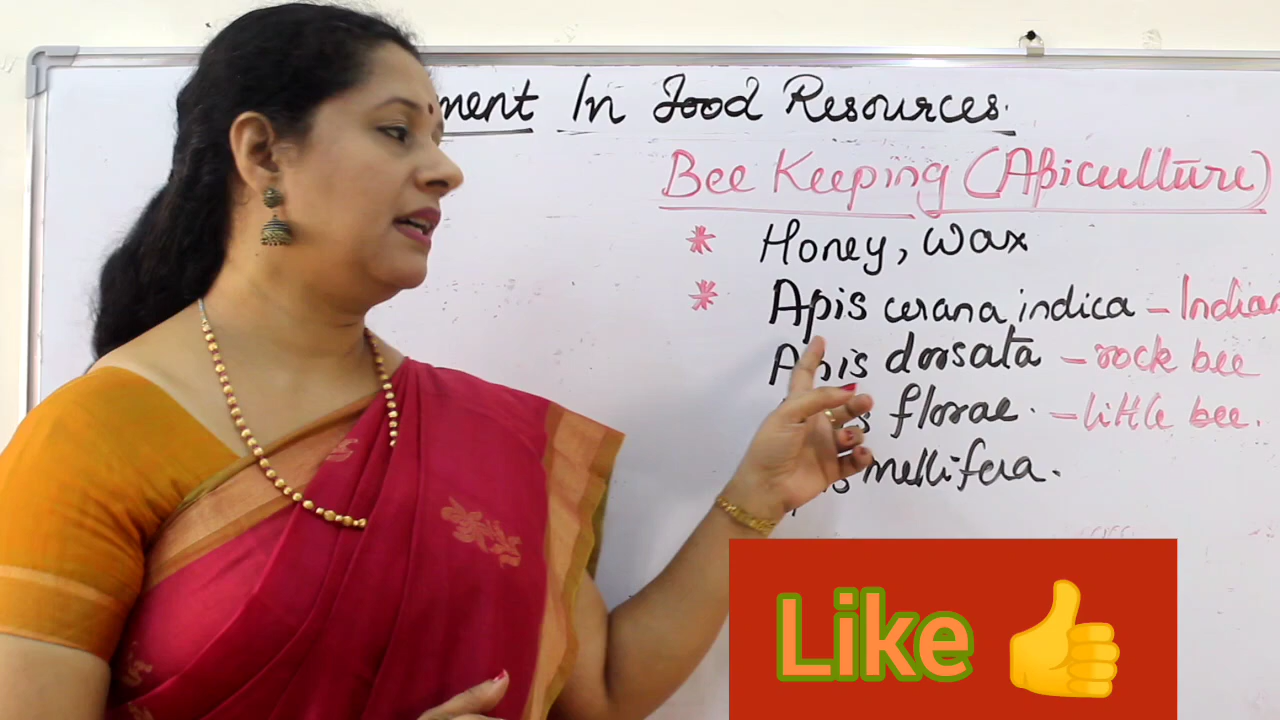 ment In Food Resources.
Bee Keeping (Apiculture)
* Honey, Wax
* Apis cerana indica - Indian
Apis dorsata - rock bee
florae. - little bee.
mellifera.
Like